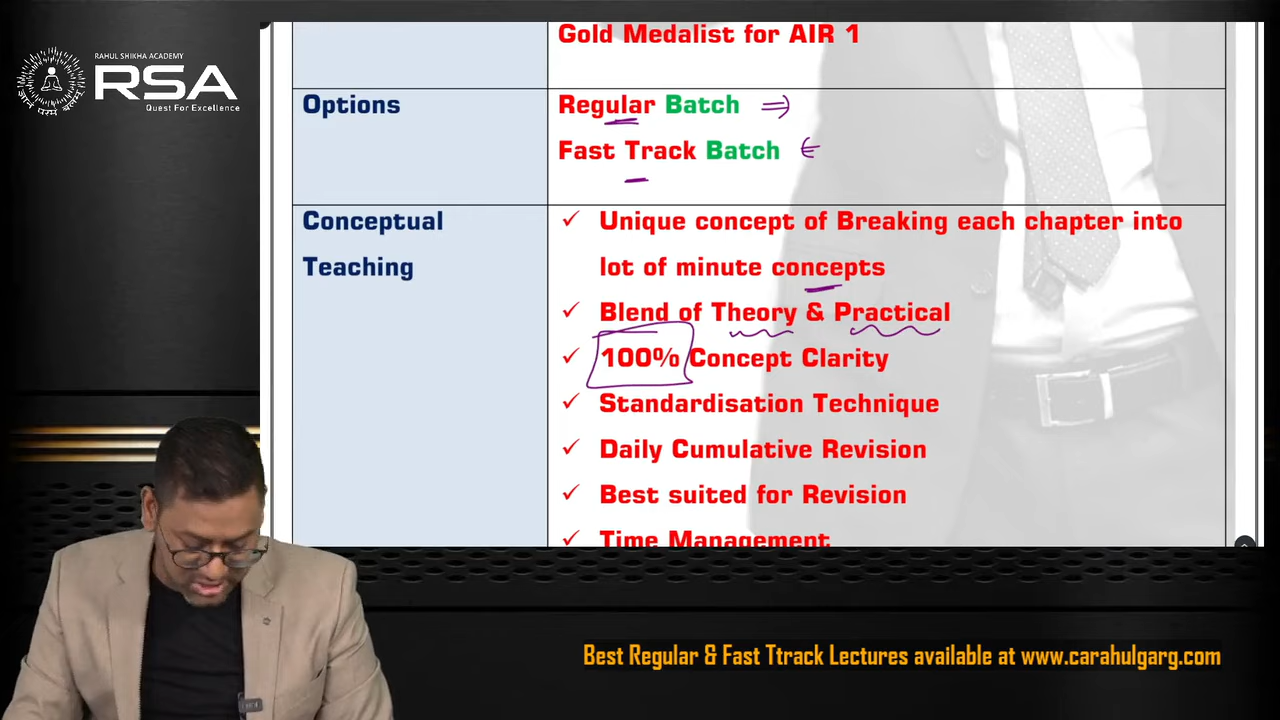 RAHUL SHIKHA ACADEMY
RSA
Quest For Excellence
Gold Medalist for AIR 1
Options
Regular Batch ⇒
Fast Track Batch
Conceptual
Teaching
✓ Unique concept of Breaking each chapter into
lot of minute concepts
✓ Blend of Theory & Practical
✓ 100% Concept Clarity
✓ Standardisation Technique
✓ Daily Cumulative Revision
✓ Best suited for Revision
✓ Time Management
Best Regular & Fast Ttrack Lectures available at www.carahulgarg.com